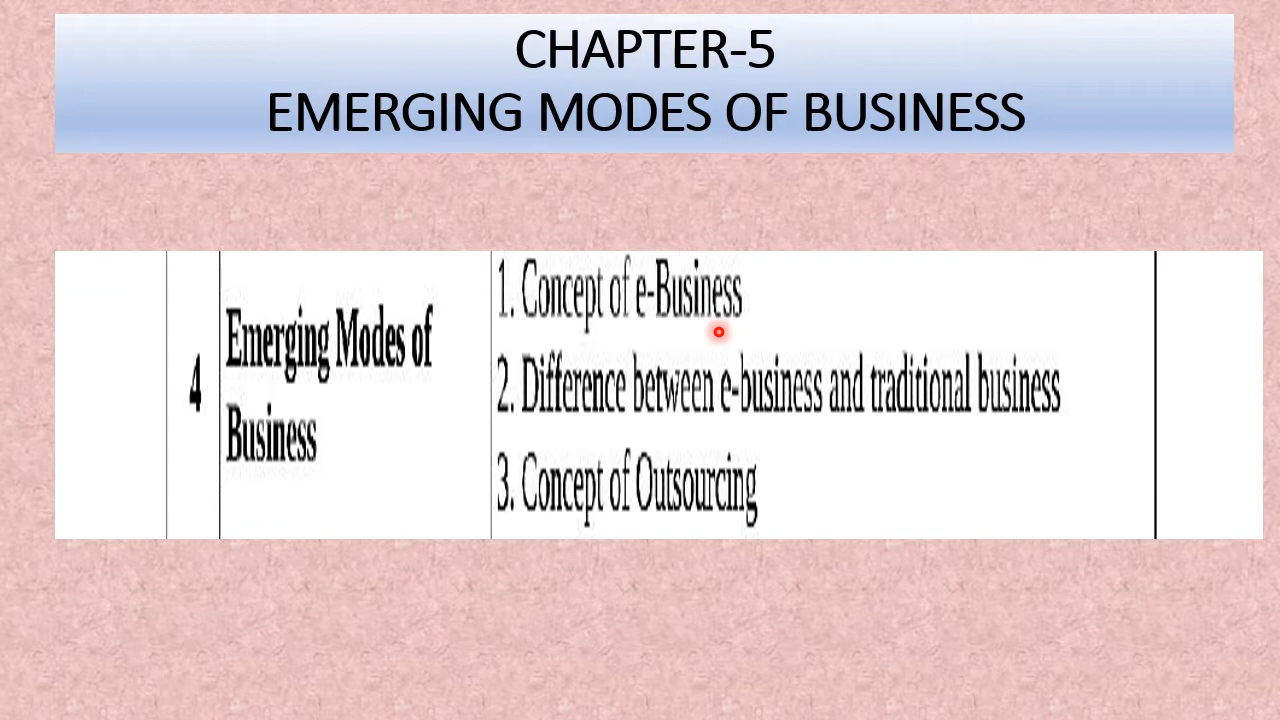 CHAPTER-5
EMERGING MODES OF BUSINESS
1. Concept of e-Business
4
Emerging Modes of
Business
2. Difference between e-business and traditional business
3. Concept of Outsourcing